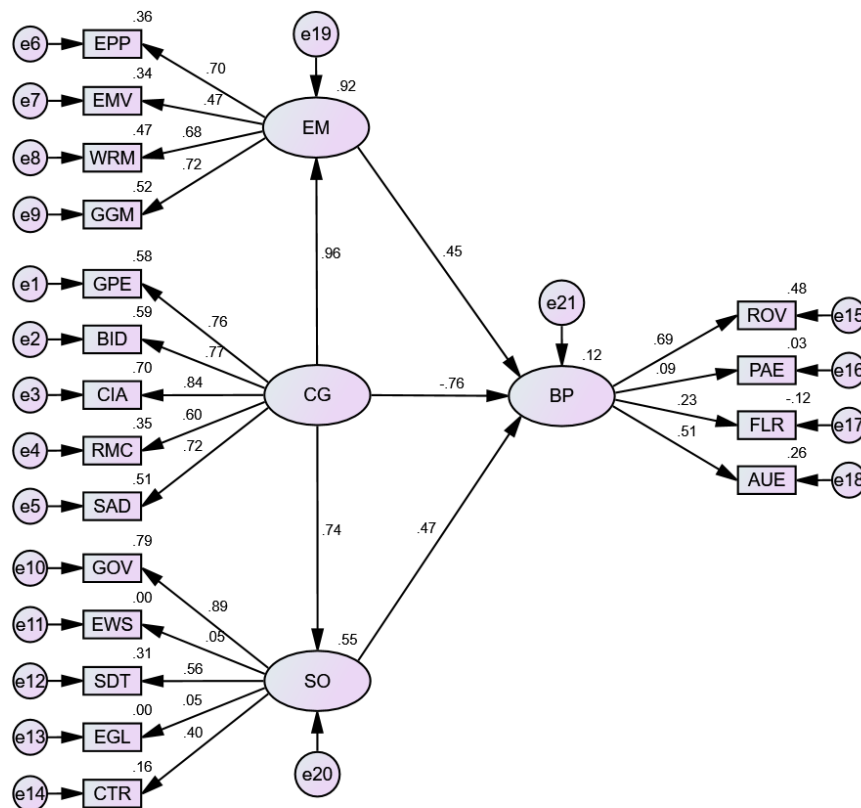 .36
e6 EPP
e19
.34 .70 .92
e7 EMV .47
EM
.47 .68
e8 WRM .72
.52
e9 GGM
.96 .45
.58
e1 GPE
e21 .48
.59 .76 ROV e15
e2 BID .77 .69 .03
.70 .84 .12 .09 PAE e16
e3 CIA CG -.76 BP
.35 .60 .23 -.12
e4 RMC .72 FLR e17
.51 .51 .26
e5 SAD AUE e18
.74 .47
.79
e10 GOV
.00 .89
e11 EWS .05 .55
.31 .56
e12 SDT SO
.00 .05
e13 EGL .40
.16
e14 CTR e20